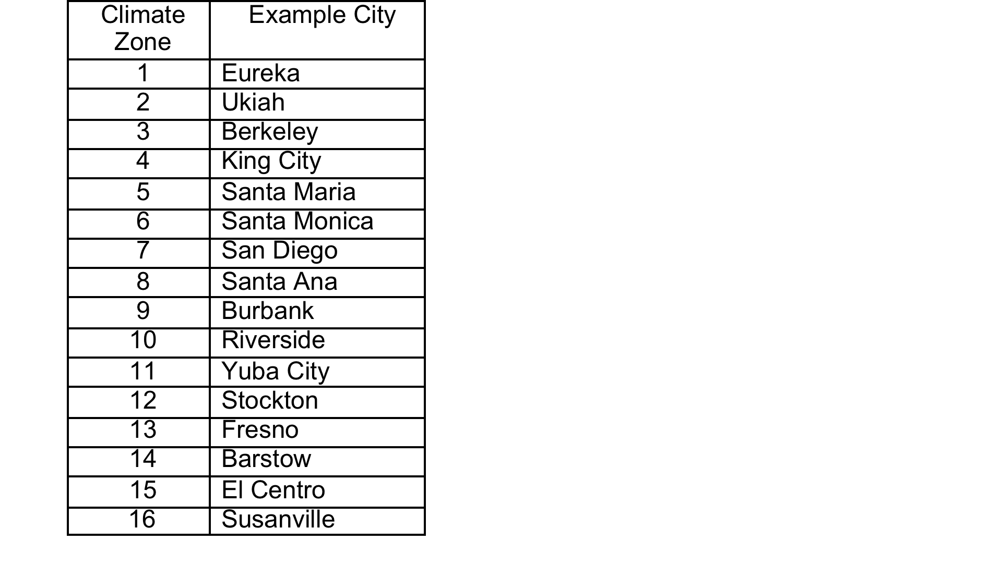 Climate Example City
Zone
1 Eureka
2 Ukiah
3 Berkeley
4 King City
5 Santa Maria
6 Santa Monica
7 San Diego
8 Santa Ana
9 Burbank
10 Riverside
11 Yuba City
12 Stockton
13 Fresno
14 Barstow
15 El Centro
16 Susanville